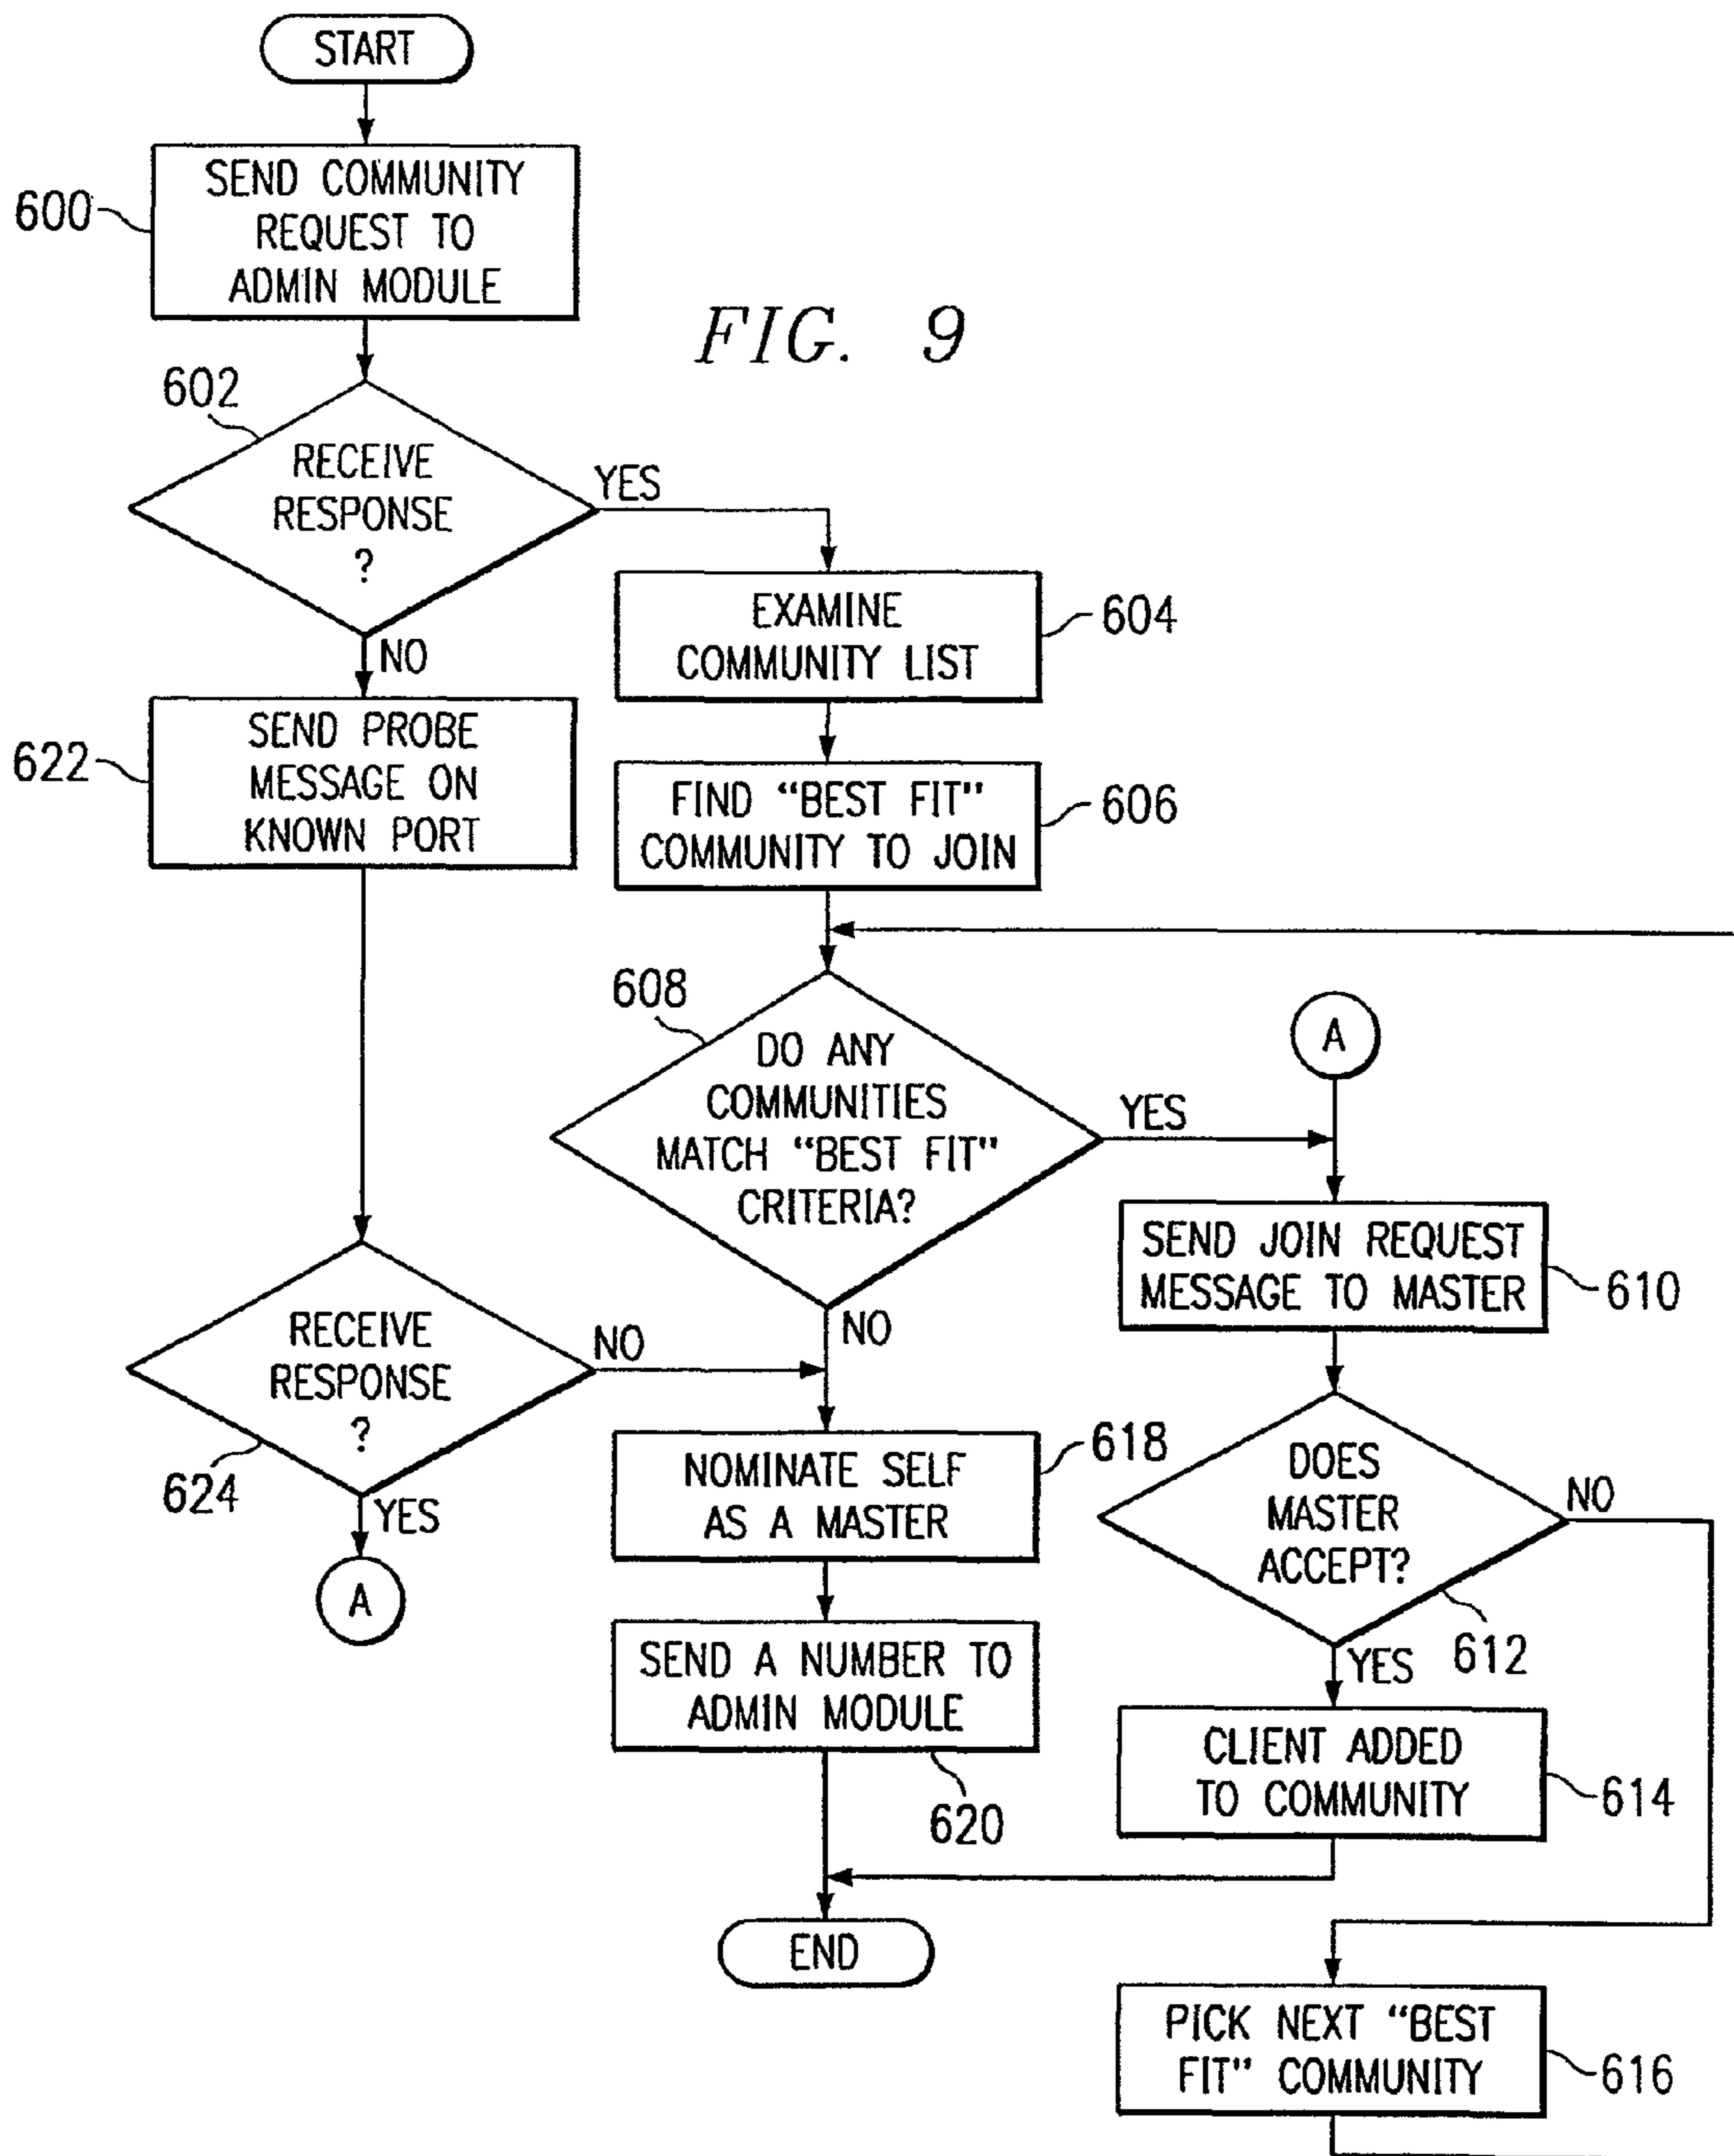 START
SEND COMMUNITY
REQUEST TO
ADMIN MODULE
600
FIG. 9
602
RECEIVE
RESPONSE
?
YES
NO
EXAMINE
COMMUNITY LIST
604
SEND PROBE
MESSAGE ON
KNOWN PORT
622
FIND “BEST FIT"
COMMUNITY TO JOIN
606
608
DO ANY
COMMUNITIES
MATCH “BEST FIT"
CRITERIA?
YES
NO
A
SEND JOIN REQUEST
MESSAGE TO MASTER
610
RECEIVE
RESPONSE
?
NO
624
YES
A
NOMINATE SELF
AS A MASTER
618
DOES
MASTER
ACCEPT?
NO
612
YES
SEND A NUMBER TO
ADMIN MODULE
620
CLIENT ADDED
TO COMMUNITY
614
END
PICK NEXT “BEST
FIT" COMMUNITY
616